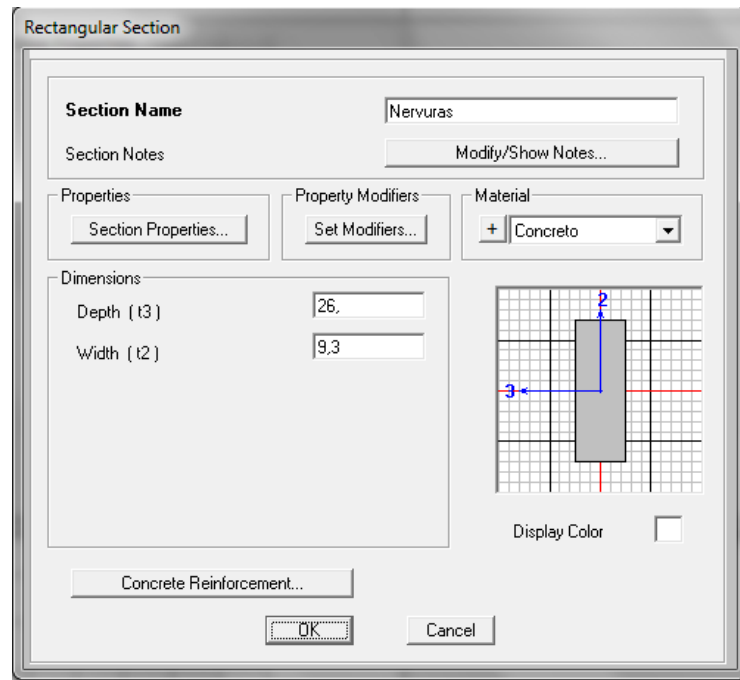 Rectangular Section
Section Name Nervuras
Section Notes Modify/Show Notes...
Properties Property Modifiers Material
Section Properties... Set Modifiers... + Concreto
Dimensions
Depth ( t3 ) 26,
Width ( t2 ) 9,3
2
3
Display Color
Concrete Reinforcement...
OK Cancel